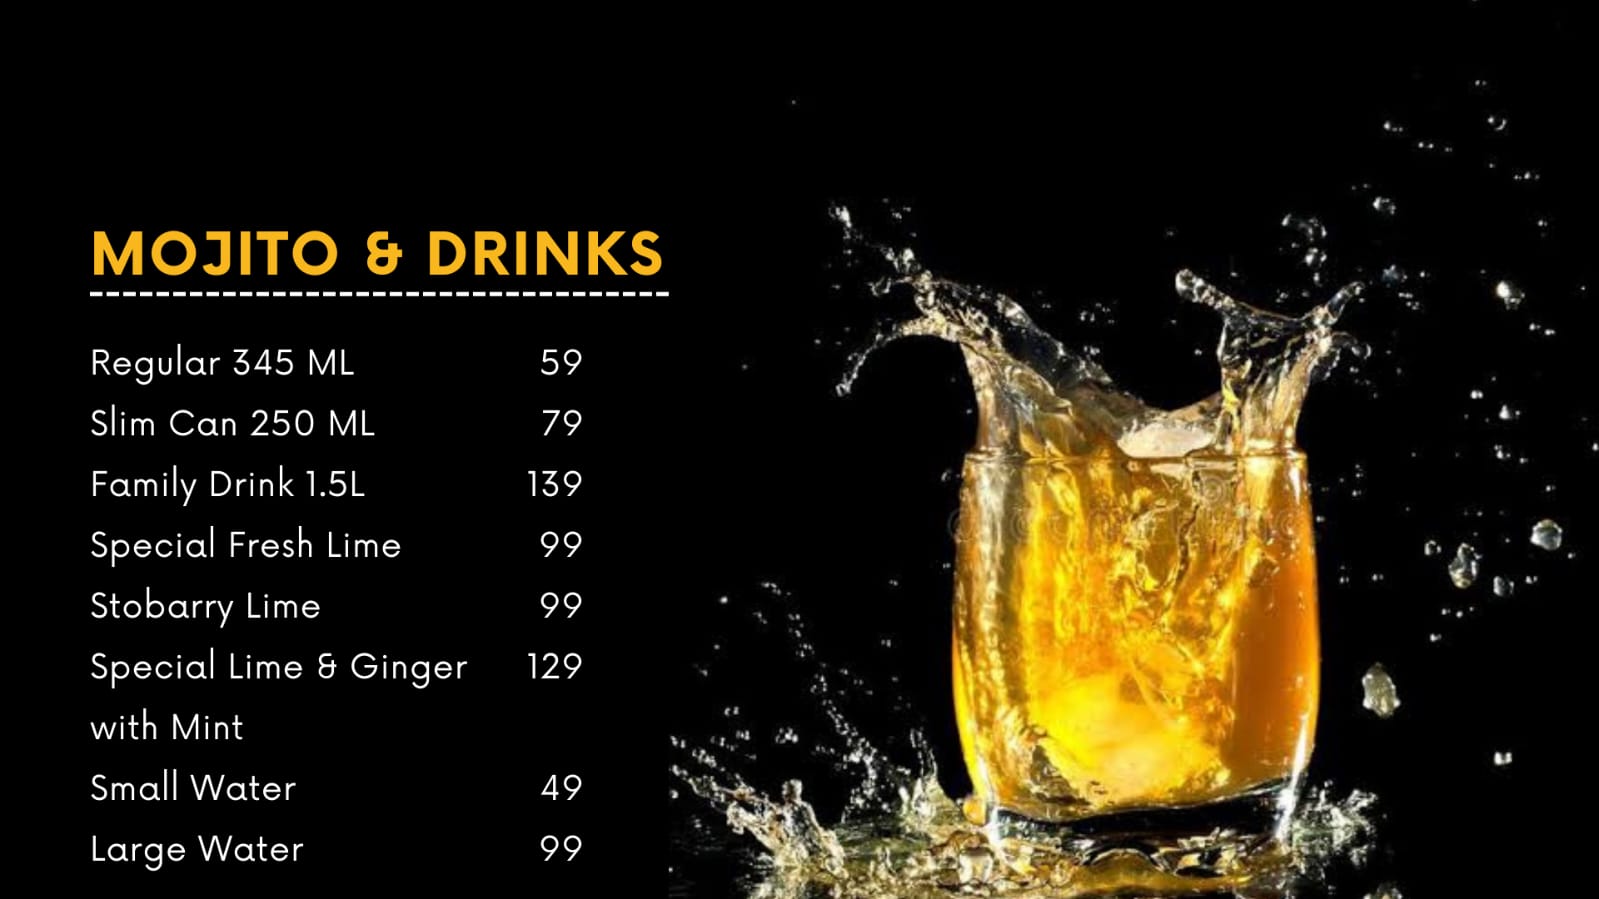 MOJITO & DRINKS
Regular 345 ML 59
Slim Can 250 ML 79
Family Drink 1.5L 139
Special Fresh Lime 99
Stobarry Lime 99
Special Lime & Ginger 129
with Mint
Small Water 49
Large Water 99